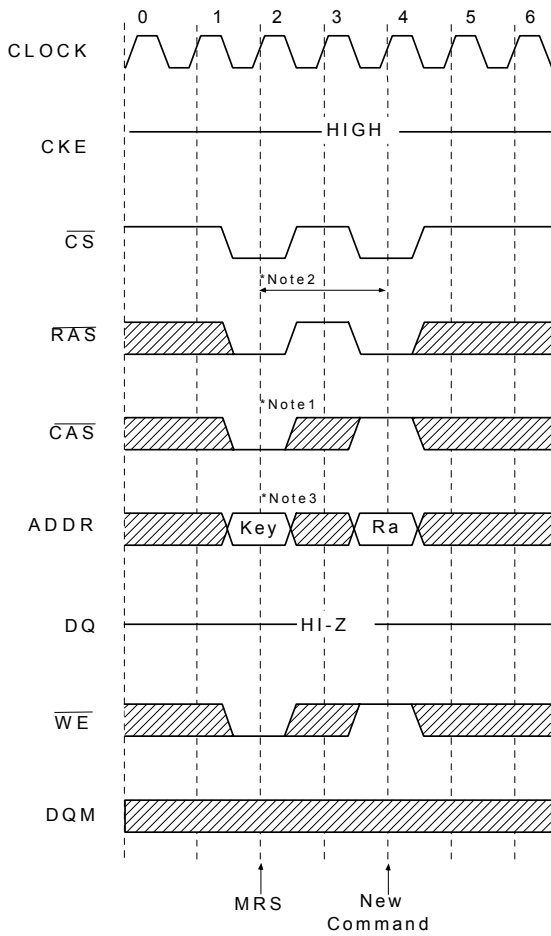 0 1 2 3 4 5 6
CLOCK
CKE
HIGH
CS
*Note2
RAS
*Note1
CAS
*Note3
ADDR
Key
Ra
DQ
HI-Z
WE
DQM
MRS
New
Command